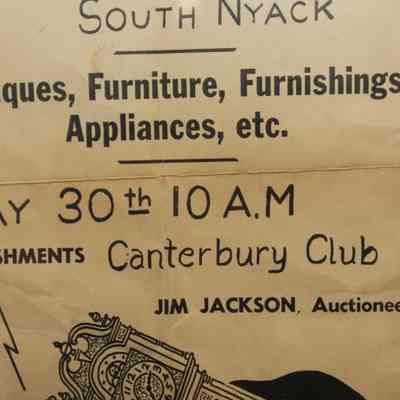 SOUTH NYACK
ques, Furniture, Furnishings
Appliances, etc.
AY 30th 10 A.M
SHMENTS Canterbury Club
JIM JACKSON, Auctionee